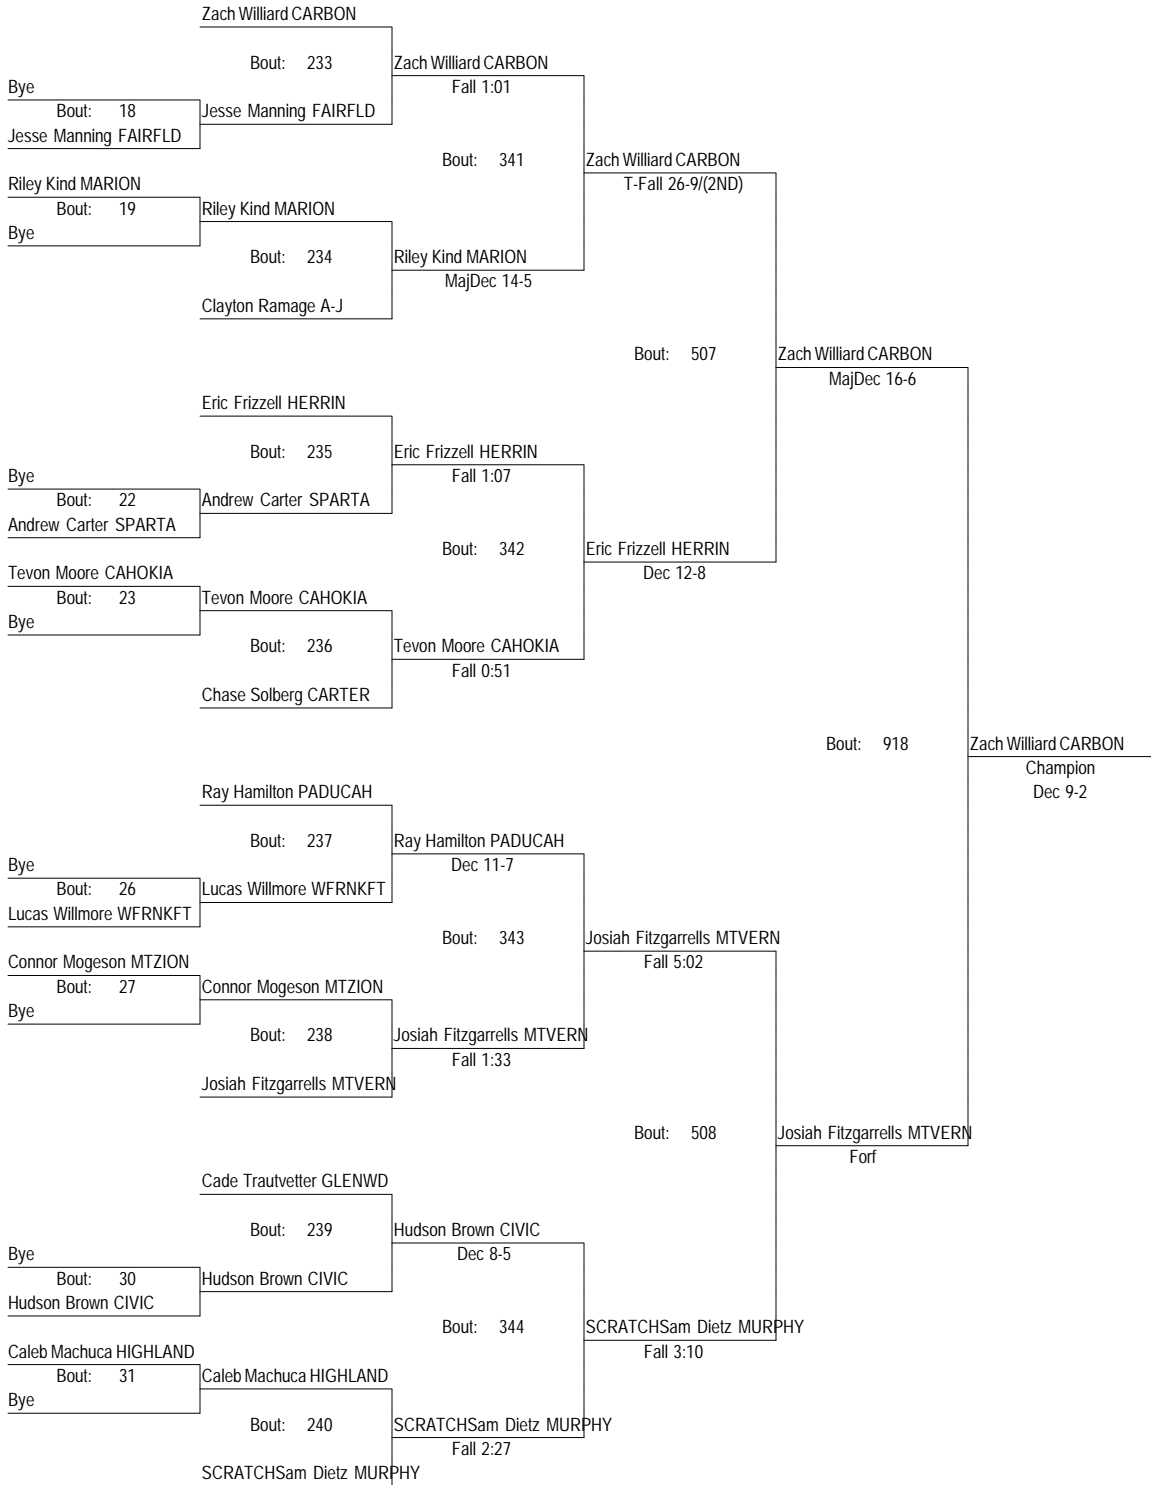 Zach Williard CARBON
Bout: 233
Zach Williard CARBON
Fall 1:01
Bye
Bout: 18
Jesse Manning FAIRFLD
Jesse Manning FAIRFLD
Bout: 341
Zach Williard CARBON
T-Fall 26-9/(2ND)
Riley Kind MARION
Bout: 19
Riley Kind MARION
Bye
Bout: 234
Riley Kind MARION
MajDec 14-5
Clayton Ramage A-J
Bout: 507
Zach Williard CARBON
MajDec 16-6
Eric Frizzell HERRIN
Bout: 235
Eric Frizzell HERRIN
Fall 1:07
Bye
Bout: 22
Andrew Carter SPARTA
Andrew Carter SPARTA
Bout: 342
Eric Frizzell HERRIN
Dec 12-8
Tevon Moore CAHOKIA
Bout: 23
Tevon Moore CAHOKIA
Bye
Bout: 236
Tevon Moore CAHOKIA
Fall 0:51
Chase Solberg CARTER
Bout: 918
Zach Williard CARBON
Champion
Dec 9-2
Ray Hamilton PADUCAH
Bout: 237
Ray Hamilton PADUCAH
Dec 11-7
Bye
Bout: 26
Lucas Willmore WFRNKFT
Lucas Willmore WFRNKFT
Bout: 343
Josiah Fitzgarrells MTVERN
Fall 5:02
Connor Mogeson MTZION
Bout: 27
Connor Mogeson MTZION
Bye
Bout: 238
Josiah Fitzgarrells MTVERN
Fall 1:33
Josiah Fitzgarrells MTVERN
Bout: 508
Josiah Fitzgarrells MTVERN
Forf
Cade Trautvetter GLENWD
Bout: 239
Hudson Brown CIVIC
Dec 8-5
Bye
Bout: 30
Hudson Brown CIVIC
Hudson Brown CIVIC
Bout: 344
SCRATCHSam Dietz MURPHY
Fall 3:10
Caleb Machuca HIGHLAND
Bout: 31
Caleb Machuca HIGHLAND
Bye
Bout: 240
SCRATCHSam Dietz MURPHY
Fall 2:27
SCRATCHSam Dietz MURPHY